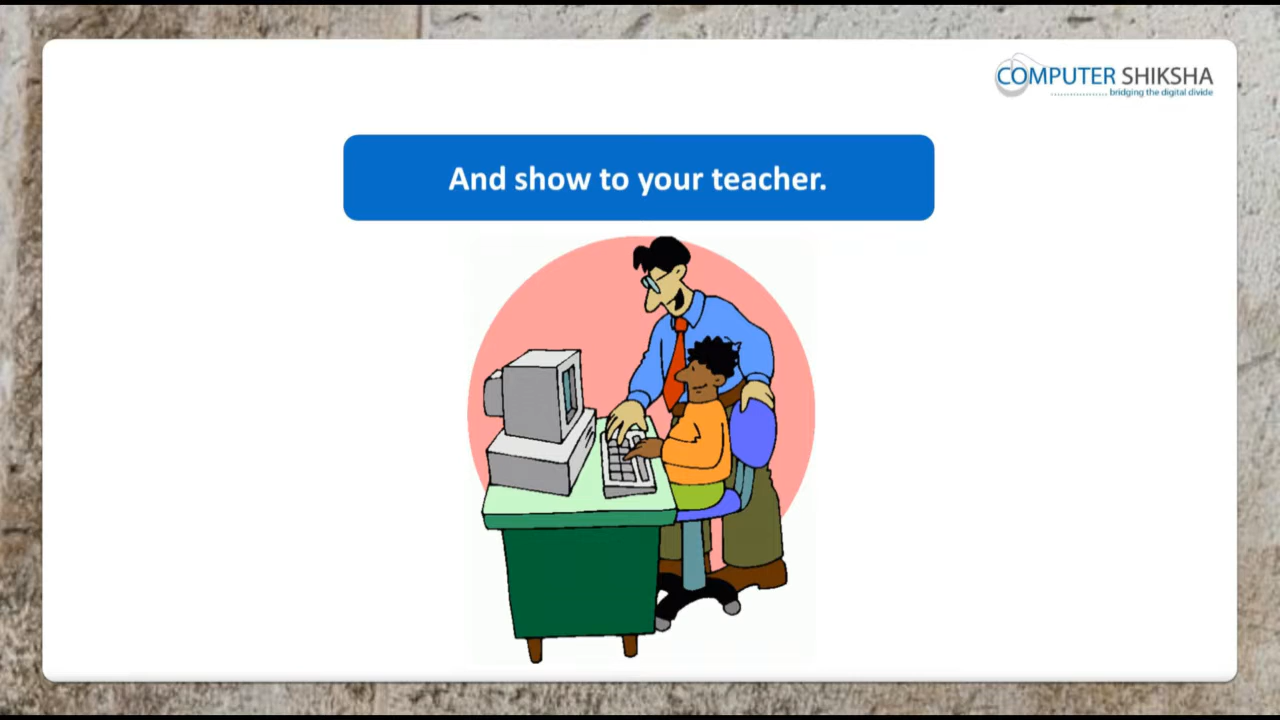 COMPUTER SHIKSHA
bridging the digital divide
And show to your teacher.